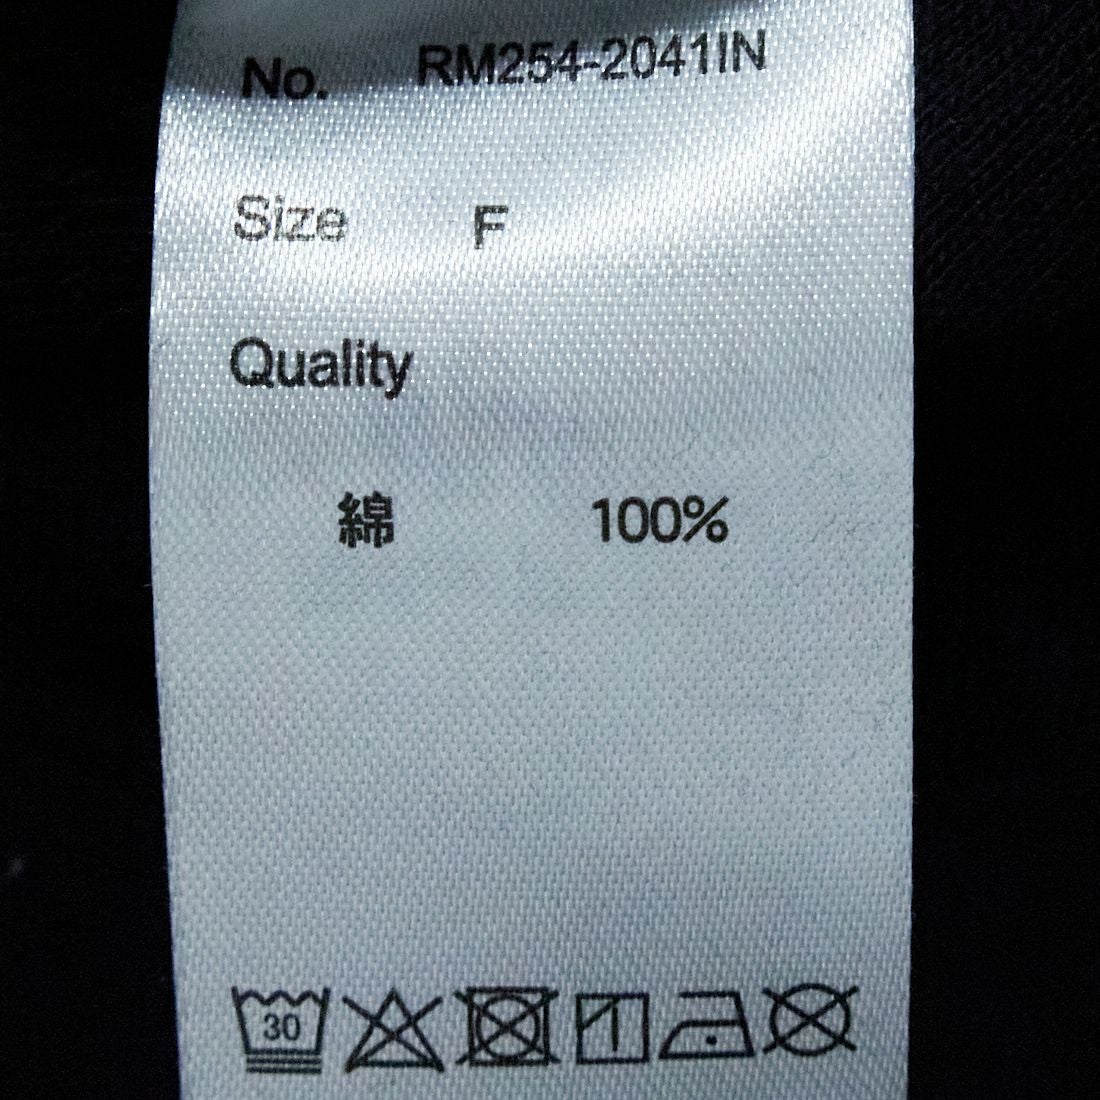 No. RM254-2041IN
Size F
Quality
綿 100%
30